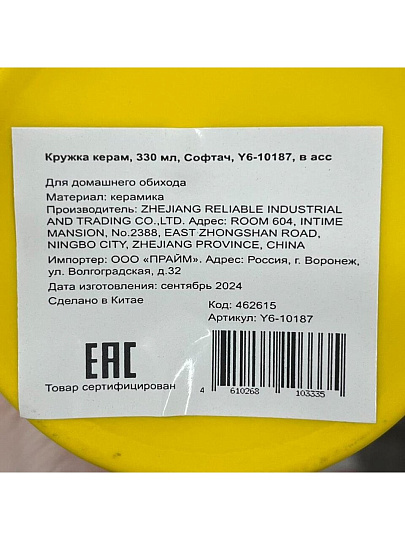 Кружка керам, 330 мл, Софтач, Y6-10187, в асс
Для домашнего обихода
Материал: керамика
Производитель: ZHEJIANG RELIABLE INDUSTRIAL
AND TRADING CO.,LTD. Адрес: ROOM 604, INTIME
MANSION, No.2388, EAST ZHONGSHAN ROAD,
NINGBO CITY, ZHEJIANG PROVINCE, CHINA
Импортер: ООО «ПРАЙМ». Адрес: Россия, г. Воронеж,
ул. Волгоградская, д.32
Дата изготовления: сентябрь 2024
Сделано в Китае
Код: 462615
Артикул: Y6-10187
EAC
Товар сертифицирован
4 610268 103335